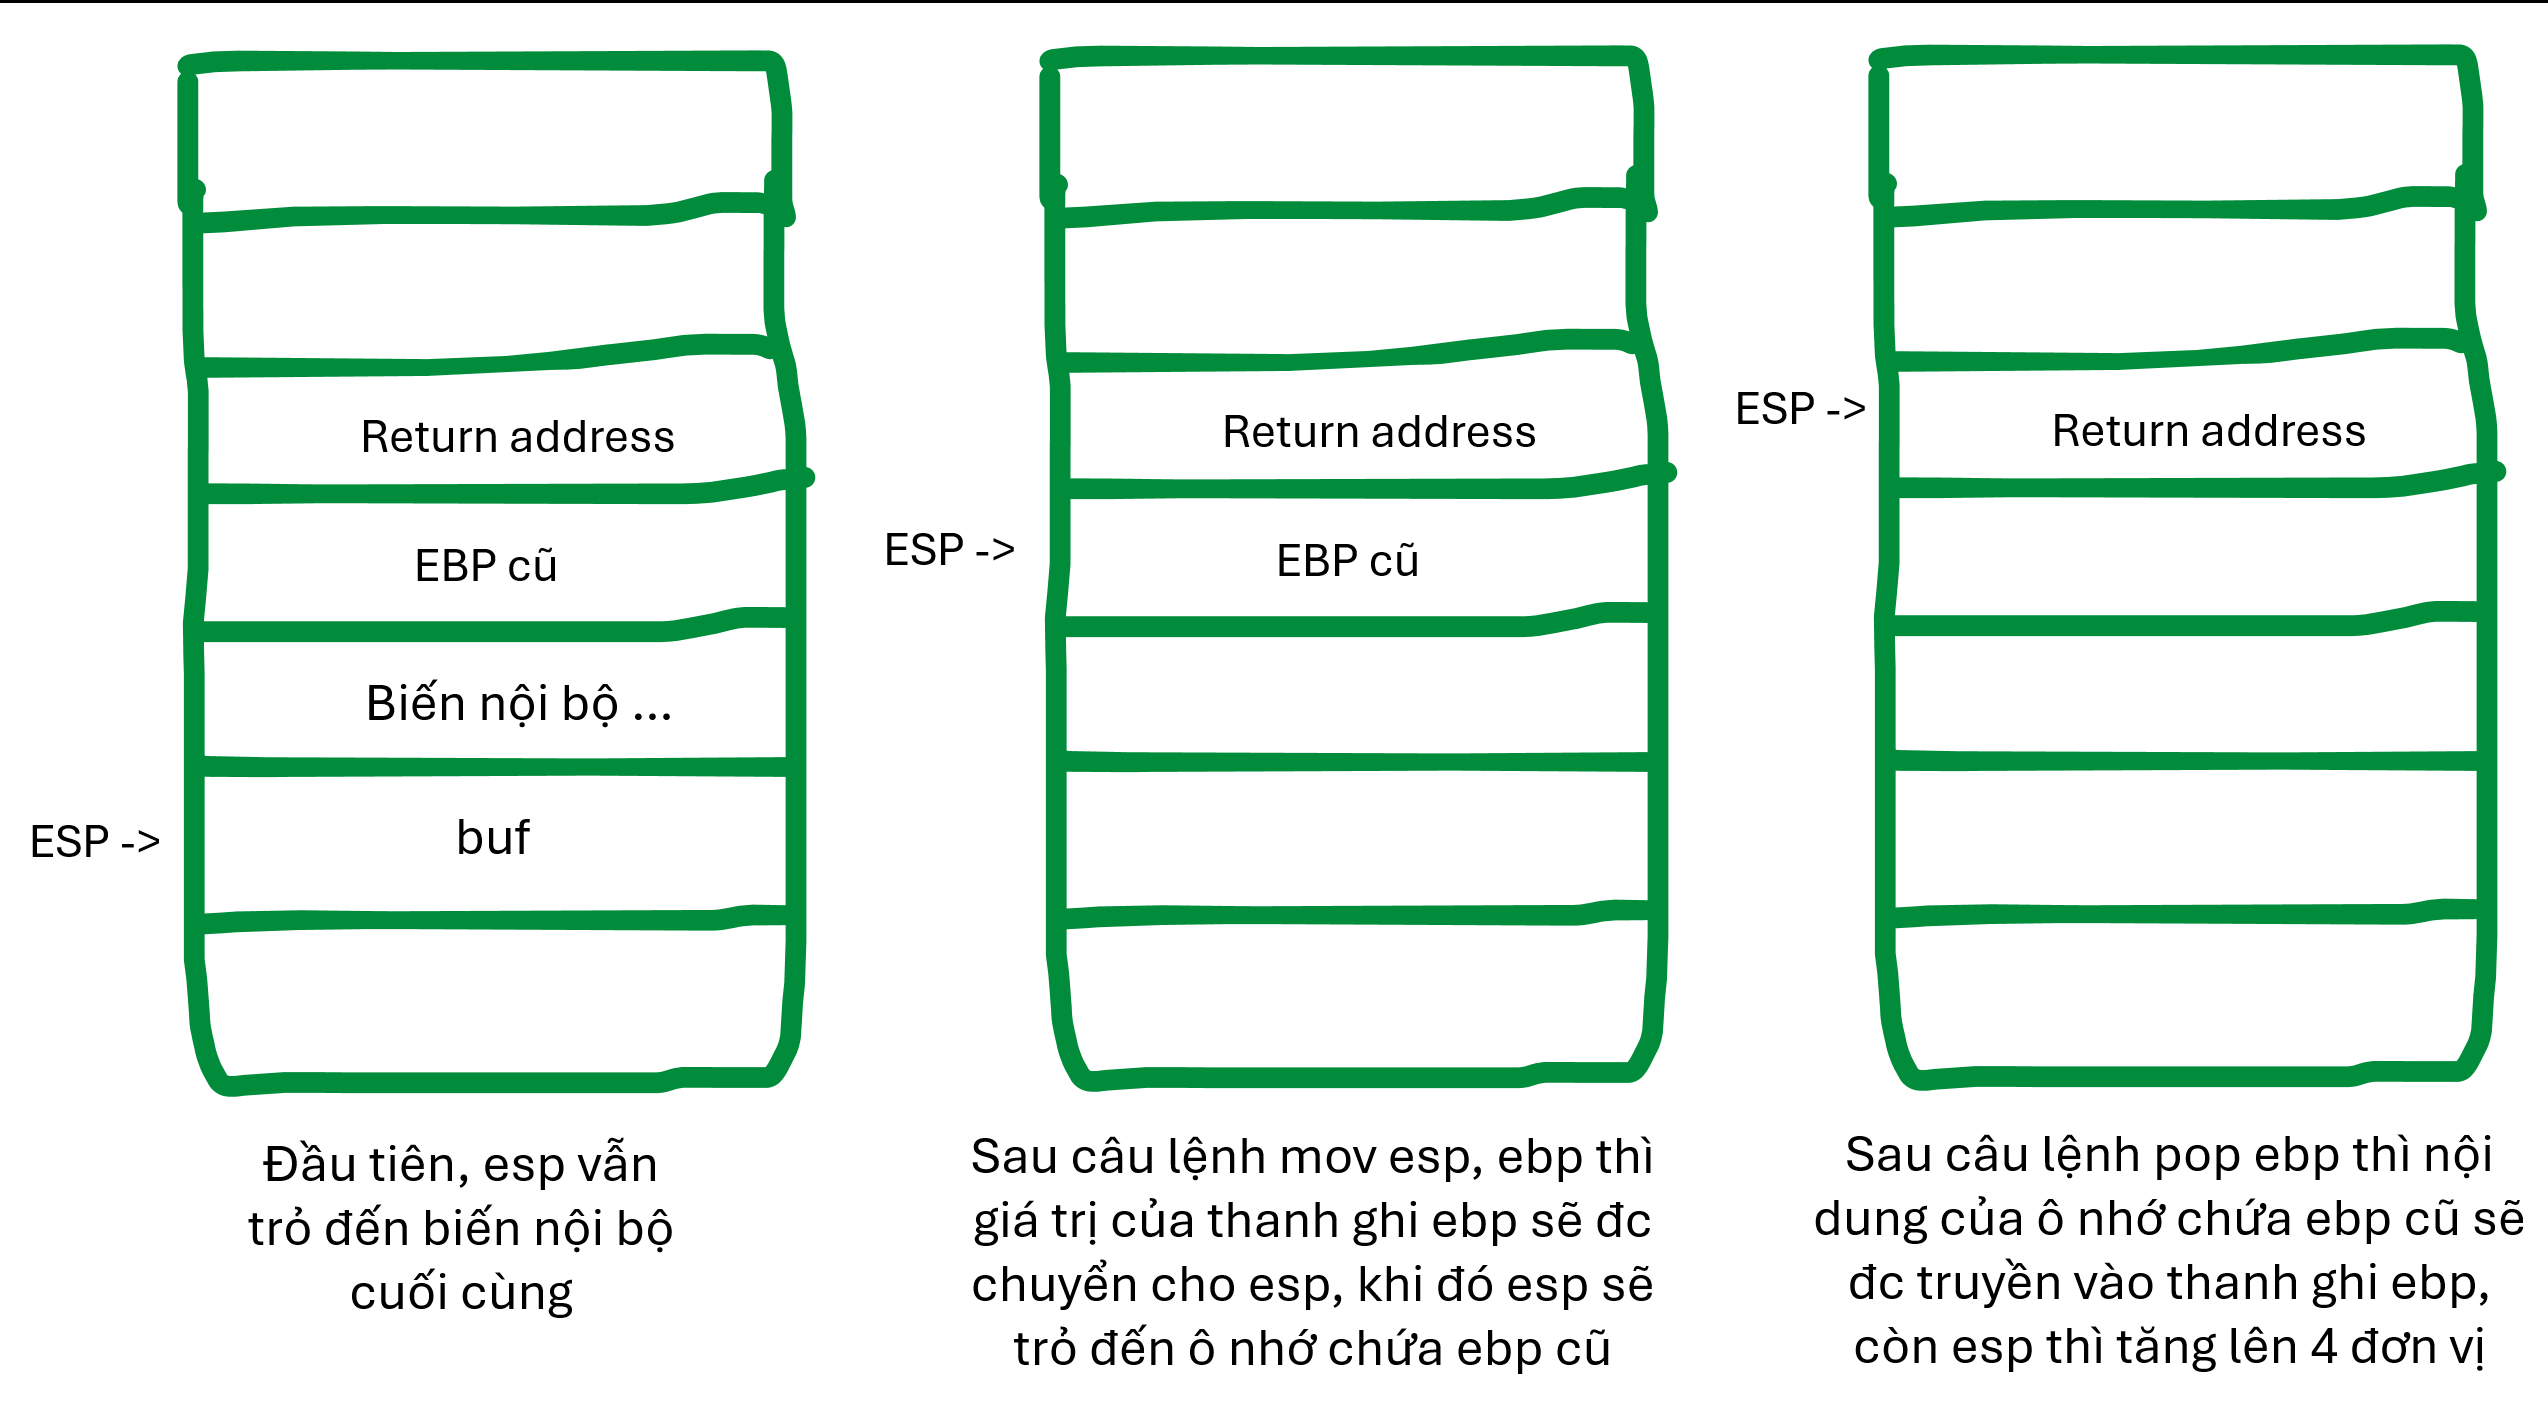 Return address
EBP cũ
Biến nội bộ ...
ESP -> buf
Đầu tiên, esp vẫn
trỏ đến biến nội bộ
cuối cùng
Return address
ESP -> EBP cũ
Sau câu lệnh mov esp, ebp thì
giá trị của thanh ghi ebp sẽ đc
chuyển cho esp, khi đó esp sẽ
trỏ đến ô nhớ chứa ebp cũ
ESP -> Return address
Sau câu lệnh pop ebp thì nội
dung của ô nhớ chứa ebp cũ sẽ
đc truyền vào thanh ghi ebp,
còn esp thì tăng lên 4 đơn vị